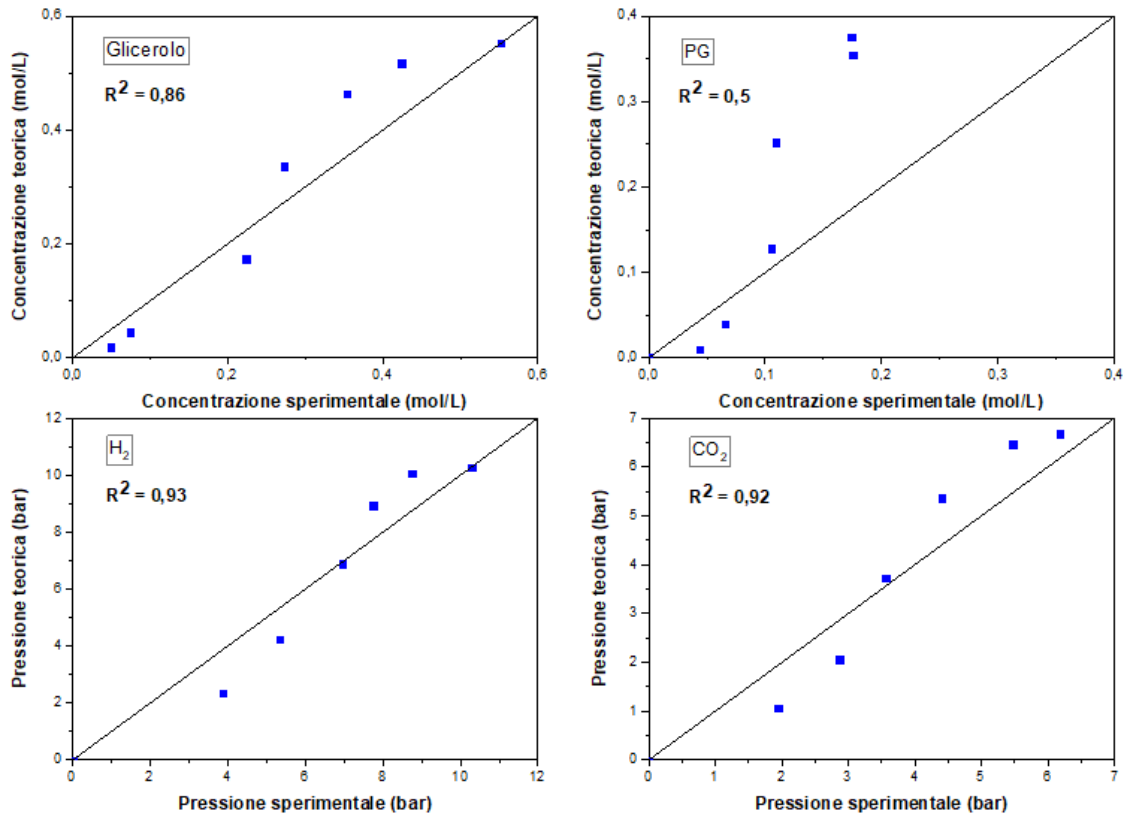 Glicerolo
R² = 0,86
Concentrazione teorica (mol/L)
0,6
0,4
0,2
0,0
0,0 0,2 0,4 0,6
Concentrazione sperimentale (mol/L)
PG
R² = 0,5
Concentrazione teorica (mol/L)
0,4
0,3
0,2
0,1
0,0
0,0 0,1 0,2 0,3 0,4
Concentrazione sperimentale (mol/L)
H₂
R² = 0,93
Pressione teorica (bar)
12
10
8
6
4
2
0
0 2 4 6 8 10 12
Pressione sperimentale (bar)
CO₂
R² = 0,92
Pressione teorica (bar)
7
6
5
4
3
2
1
0
0 1 2 3 4 5 6 7
Pressione sperimentale (bar)